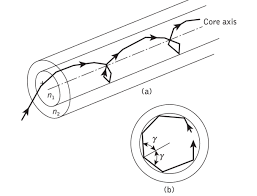 Core axis
n₁
n₂
(a)
γ
γ
(b)